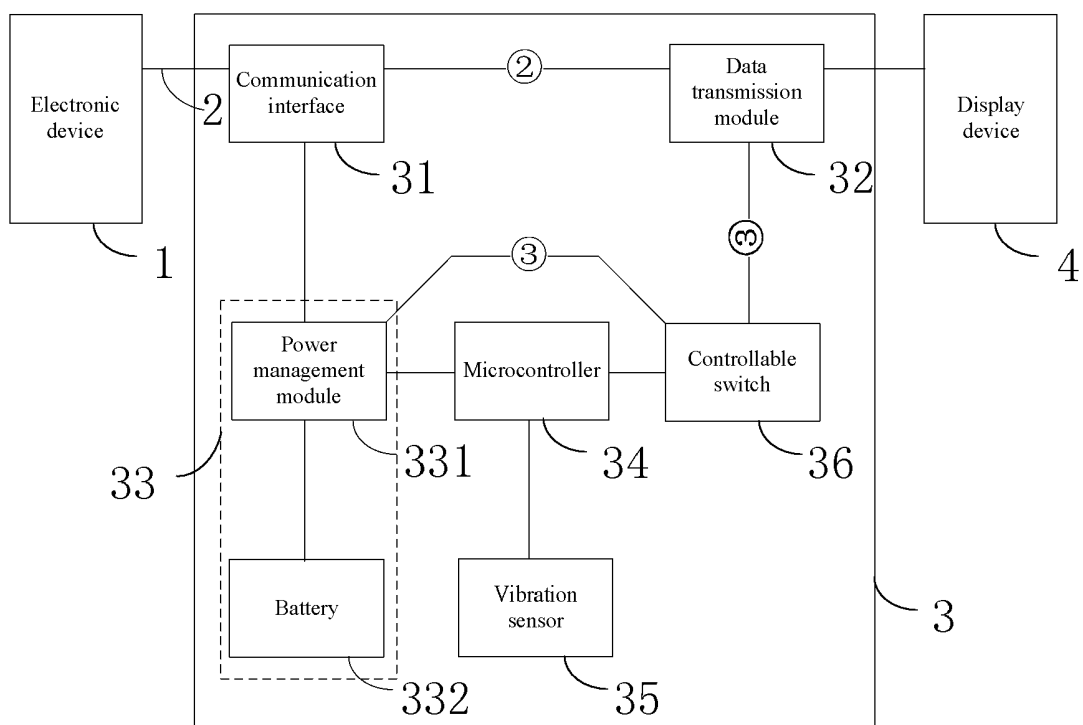 Electronic
device
1
2
Communication
interface
31
②
Data
transmission
module
32
Display
device
4
③
③
Power
management
module
331
33
Microcontroller
34
Controllable
switch
36
Battery
332
Vibration
sensor
35
3